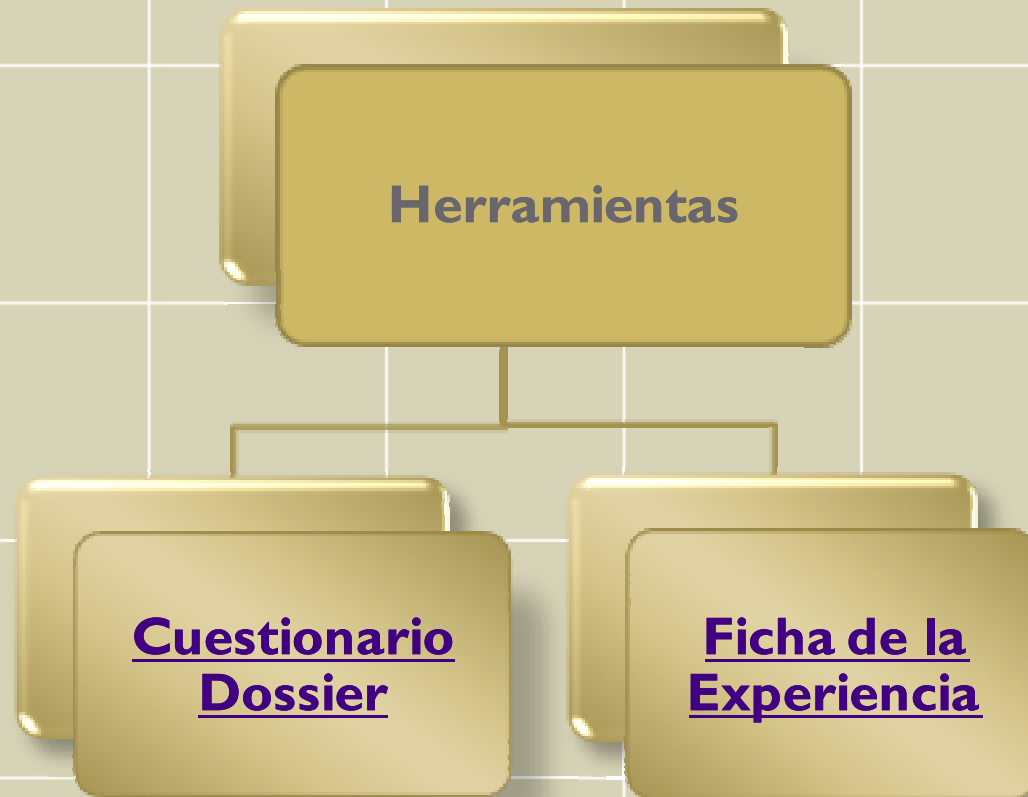 Herramientas
Cuestionario
Dossier
Ficha de la
Experiencia